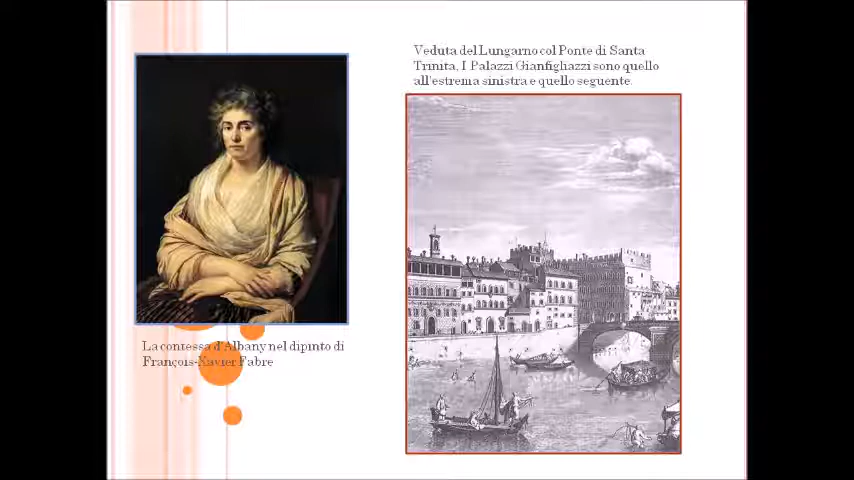 Veduta del Lungarno col Ponte di Santa
Trinita, I Palazzi Gianfigliazzi sono quello
all'estrema sinistra e quello seguente.
La contessa d'Albany nel dipinto di
François-Xavier Fabre